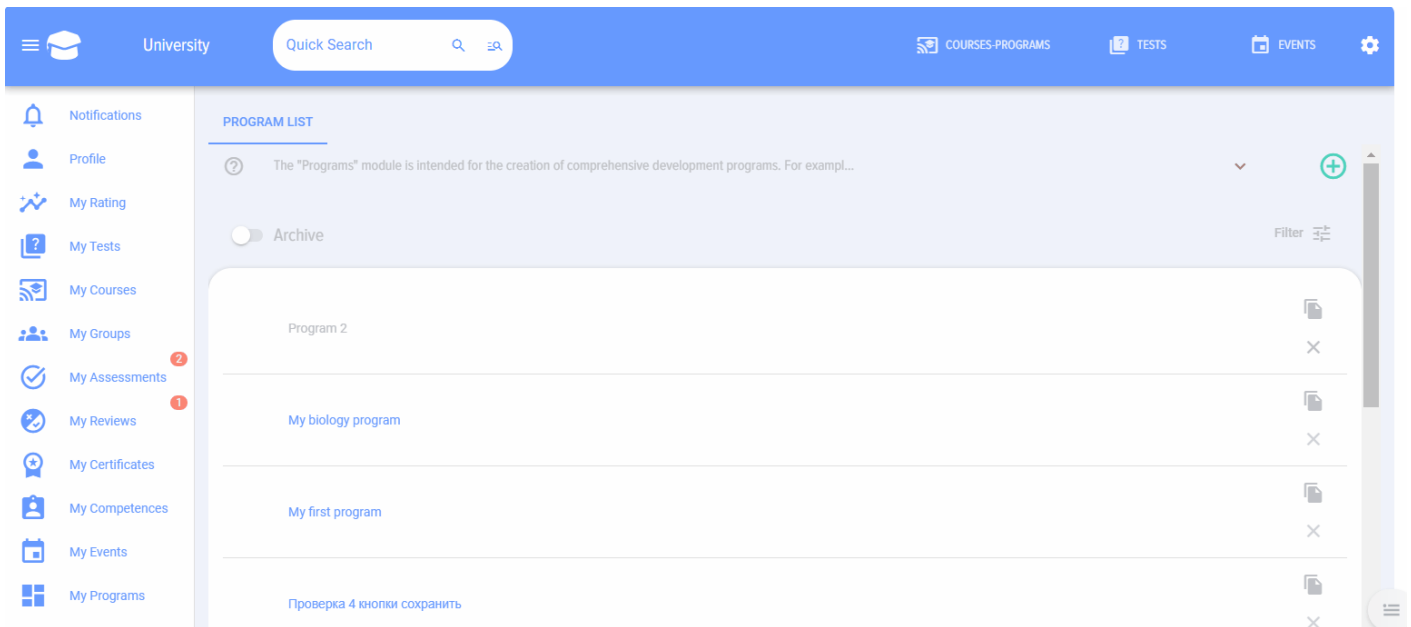 University
Quick Search
COURSES-PROGRAMS
TESTS
EVENTS
Notifications
Profile
My Rating
My Tests
My Courses
My Groups
2
My Assessments
1
My Reviews
My Certificates
My Competences
My Events
My Programs
PROGRAM LIST
The "Programs" module is intended for the creation of comprehensive development programs. For exampl...
Archive
Filter
Program 2
My biology program
My first program
Проверка 4 кнопки сохранить